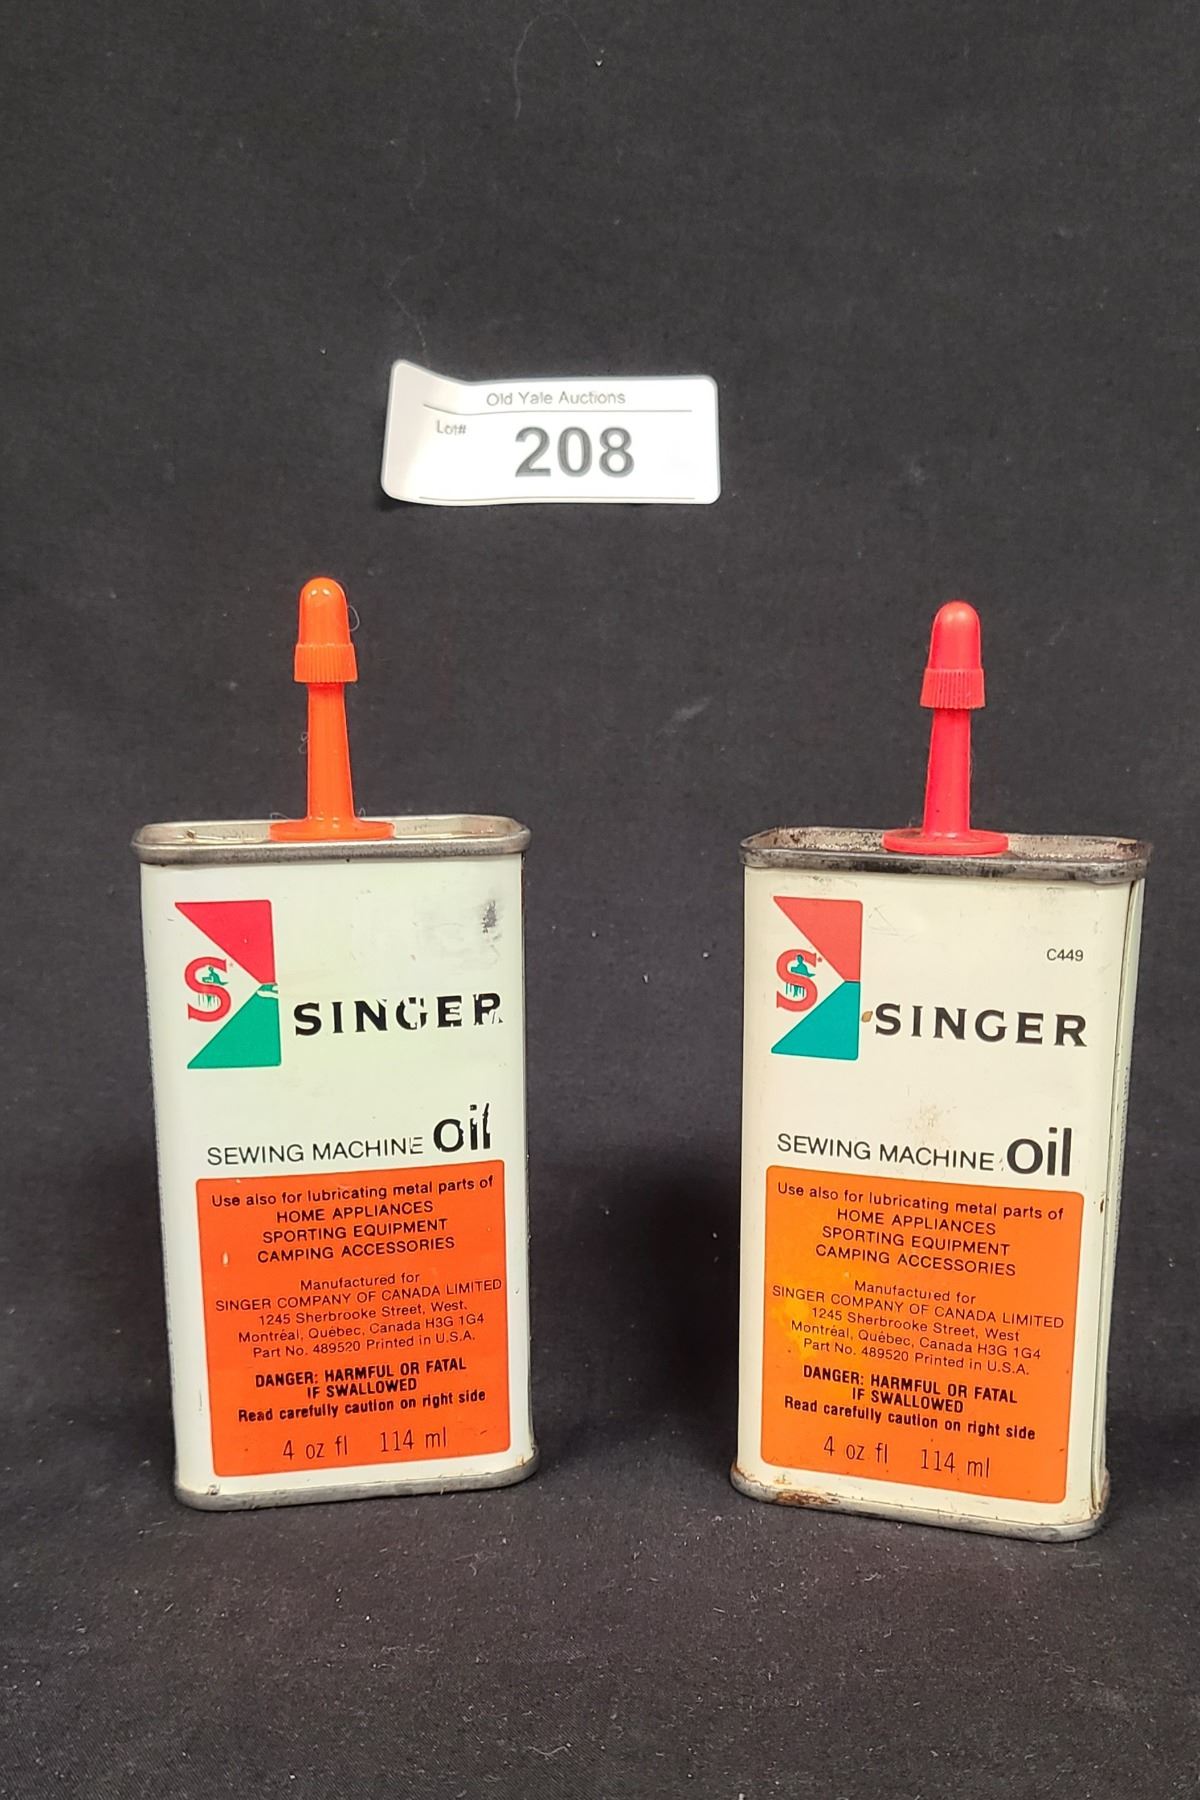 Old Yale Auctions
Lot#
208
S
SINGER
SEWING MACHINE oil
Use also for lubricating metal parts of
HOME APPLIANCES
SPORTING EQUIPMENT
CAMPING ACCESSORIES
Manufactured for
SINGER COMPANY OF CANADA LIMITED
1245 Sherbrooke Street, West,
Montréal, Québec, Canada H3G 1G4
Part No. 489520 Printed in U.S.A.
DANGER: HARMFUL OR FATAL
IF SWALLOWED
Read carefully caution on right side
4 oz fl 114 ml
C449
S
SINGER
SEWING MACHINE oil
Use also for lubricating metal parts of
HOME APPLIANCES
SPORTING EQUIPMENT
CAMPING ACCESSORIES
Manufactured for
SINGER COMPANY OF CANADA LIMITED
1245 Sherbrooke Street, West
Montréal, Québec, Canada H3G 1G4
Part No. 489520 Printed in U.S.A.
DANGER: HARMFUL OR FATAL
IF SWALLOWED
Read carefully caution on right side
4 oz fl 114 ml